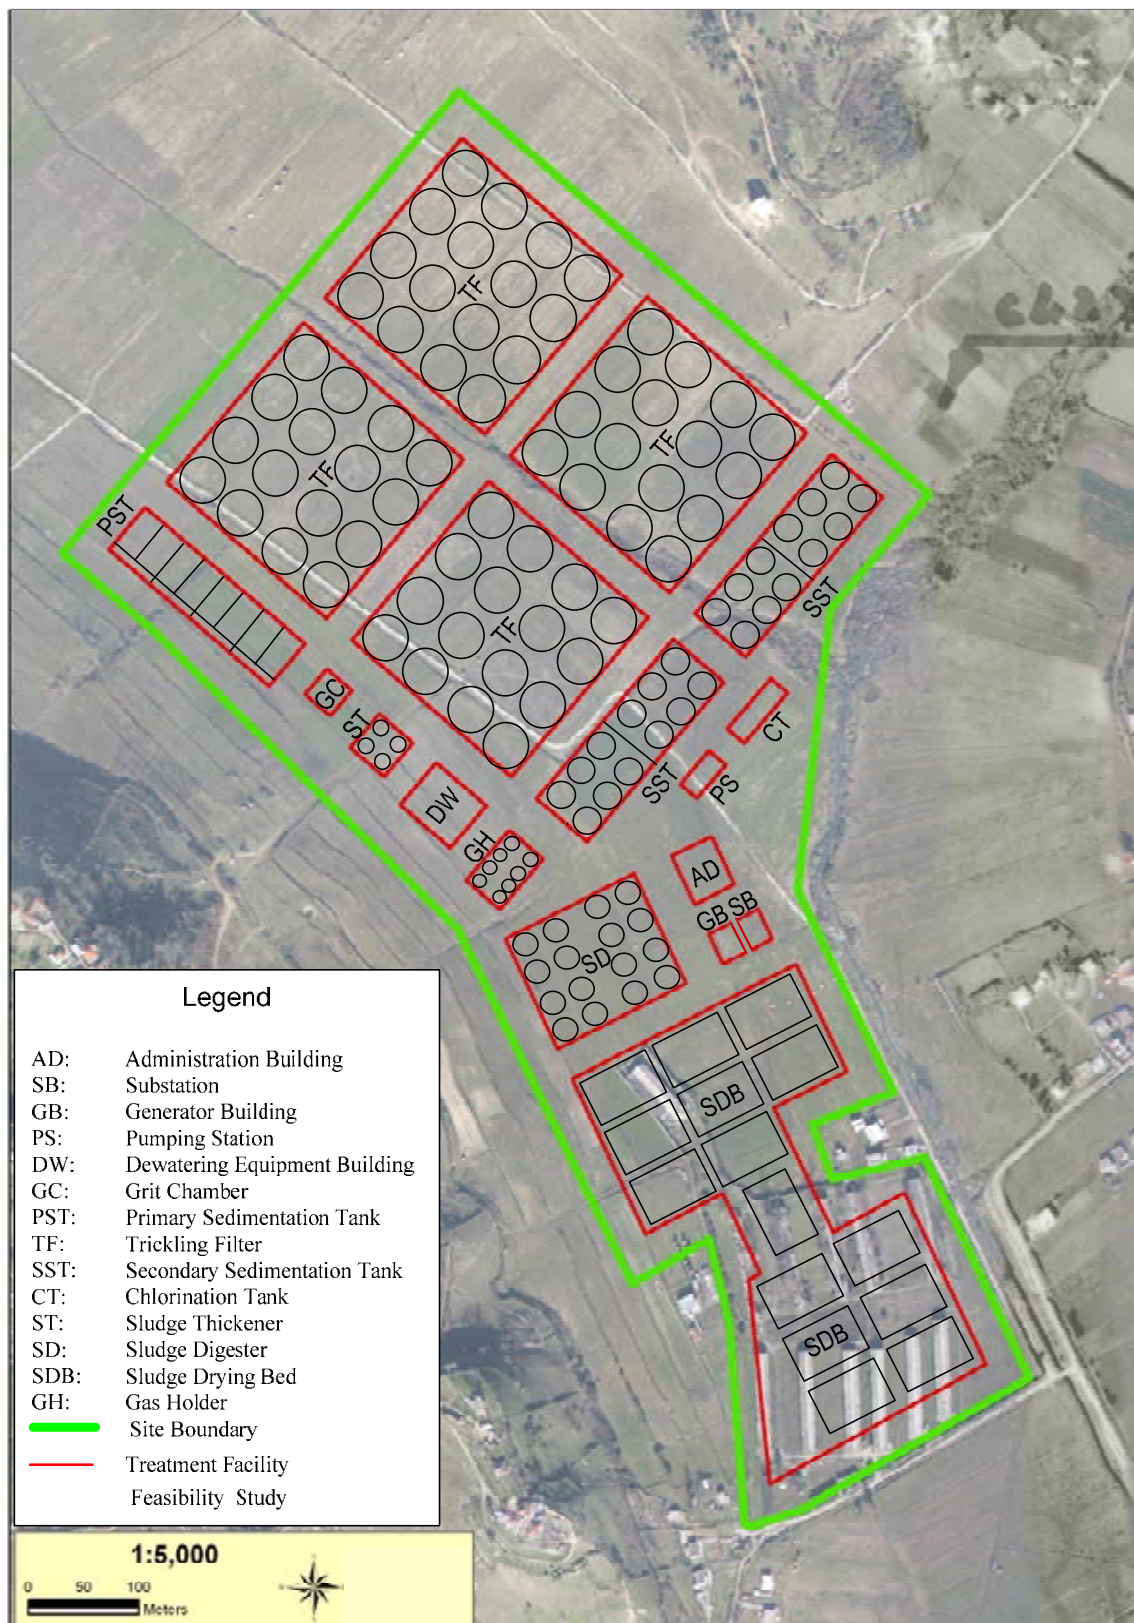 TF
TF
TF
TF
PST
SST
GC
ST
CT
SST
PS
DW
GH
AD
GB
SB
SD
SDB
SDB
Legend
AD: Administration Building
SB: Substation
GB: Generator Building
PS: Pumping Station
DW: Dewatering Equipment Building
GC: Grit Chamber
PST: Primary Sedimentation Tank
TF: Trickling Filter
SST: Secondary Sedimentation Tank
CT: Chlorination Tank
ST: Sludge Thickener
SD: Sludge Digester
SDB: Sludge Drying Bed
GH: Gas Holder
Site Boundary
Treatment Facility
Feasibility Study
1:5,000
0 50 100
Meters